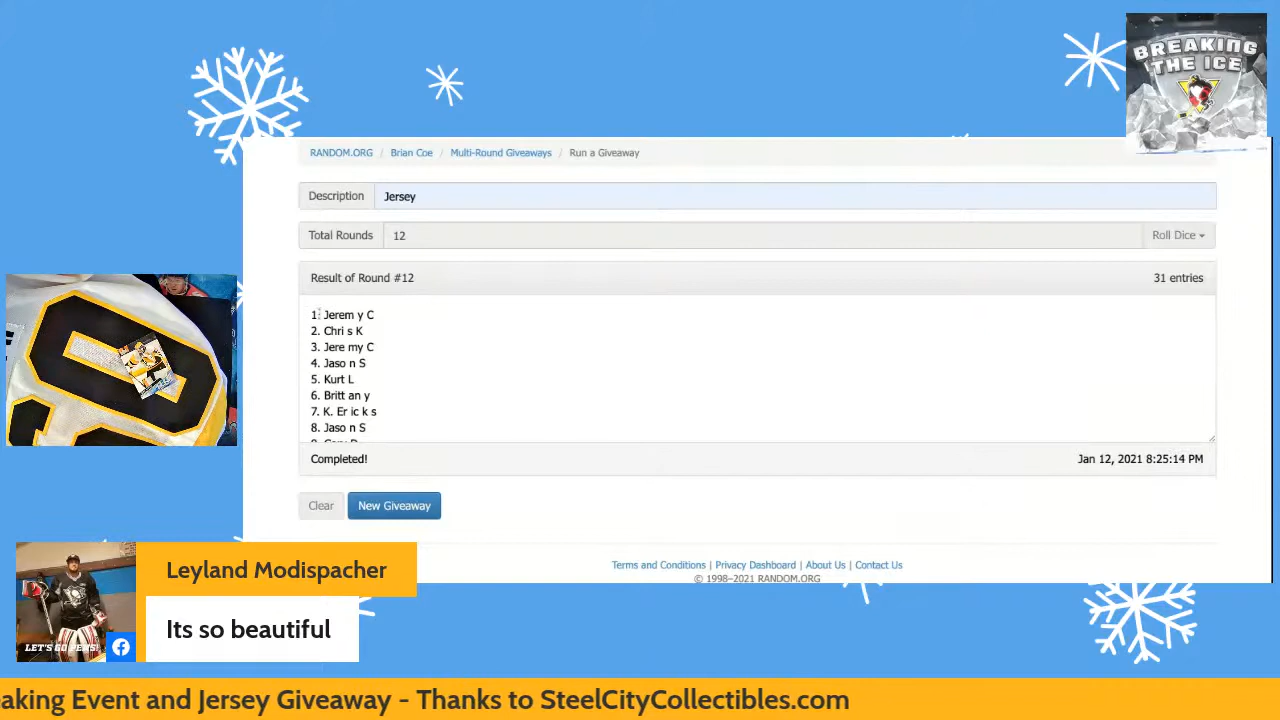 BREAKING
THE ICE
RANDOM.ORG / Brian Coe / Multi-Round Giveaways / Run a Giveaway
Description Jersey
Total Rounds 12 Roll Dice
Result of Round #12 31 entries
1. Jerem y C
2. Chri s K
3. Jere my C
4. Jaso n S
5. Kurt L
6. Britt an y
7. K. Er ic k s
8. Jaso n S
Completed! Jan 12, 2021 8:25:14 PM
Clear New Giveaway
Terms and Conditions | Privacy Dashboard | About Us | Contact Us
© 1998–2021 RANDOM.ORG
Leyland Modispacher
Its so beautiful
LET'S GO PENS!
aking Event and Jersey Giveaway - Thanks to SteelCityCollectibles.com